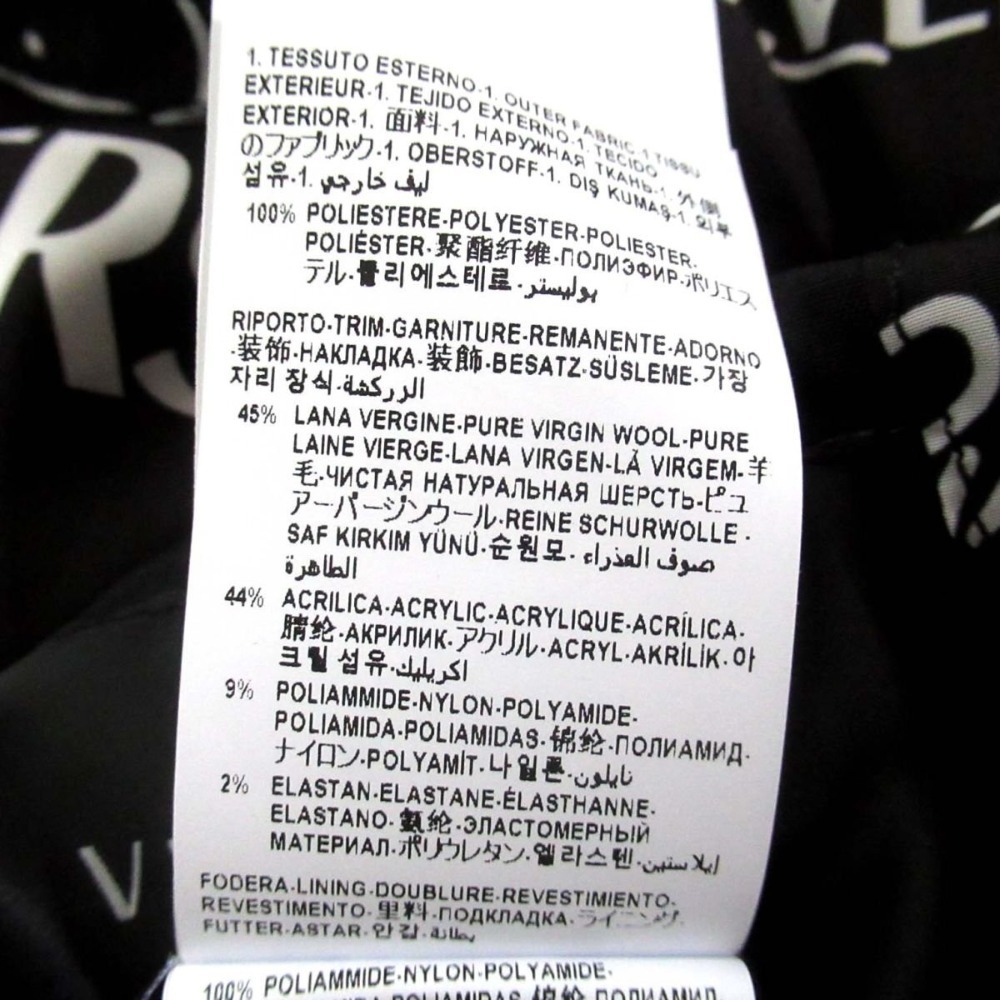 1. TESSUTO ESTERNO-1. OUTER FABRIC-1 TISSU
EXTERIEUR-1. TEJIDO EXTERNO-1. TECIDO
EXTERIOR-1. 面料-1. НАРУЖНАЯ ТКАНЬ-1. 外側
のファブリック-1. OBERSTOFF-1. DIŞ KUMAŞ-1. 외부
섬유-1. ليف خارجي
100% POLIESTERE-POLYESTER-POLIESTER-
POLIÉSTER-聚酯纤维-ПОЛИЭФИР-ポリエス
テル-폴리에스테르-بوليستر
RIPORTO-TRIM-GARNITURE-REMANENTE-ADORNO
-装饰-НАКЛАДКА-装飾-BESATZ-SÜSLEME-가장
자리 장식-الزركشة
45% LANA VERGINE-PURE VIRGIN WOOL-PURE
LAINE VIERGE-LANA VIRGEN-LÃ VIRGEM-羊
毛-ЧИСТАЯ НАТУРАЛЬНАЯ ШЕРСТЬ-ピュ
アーバージンウール-REINE SCHURWOLLE-
SAF KIRKIM YÜNÜ-순원모-صوف العذراء
الطاهرة
44% ACRILICA-ACRYLIC-ACRYLIQUE-ACRÍLICA-
腈纶-АКРИЛИК-アクリル-ACRYL-AKRİLİK-아
크릴 섬유-اكريليك
9% POLIAMMIDE-NYLON-POLYAMIDE-
POLIAMIDA-POLIAMIDAS-锦纶-ПОЛИАМИД-
ナイロン-POLYAMİT-나일론-نايلون
2% ELASTAN-ELASTANE-ÉLASTHANNE-
ELASTANO-氨纶-ЭЛАСТОМЕРНЫЙ
МАТЕРИАЛ-ポリウレタン-엘라스텐-ايلاستين
FODERA-LINING-DOUBLURE-REVESTIMIENTO-
REVESTIMENTO-里料-ПОДКЛАДКА-ライニング-
FUTTER-ASTAR-안감-بطانة
100% POLIAMMIDE-NYLON-POLYAMIDE-